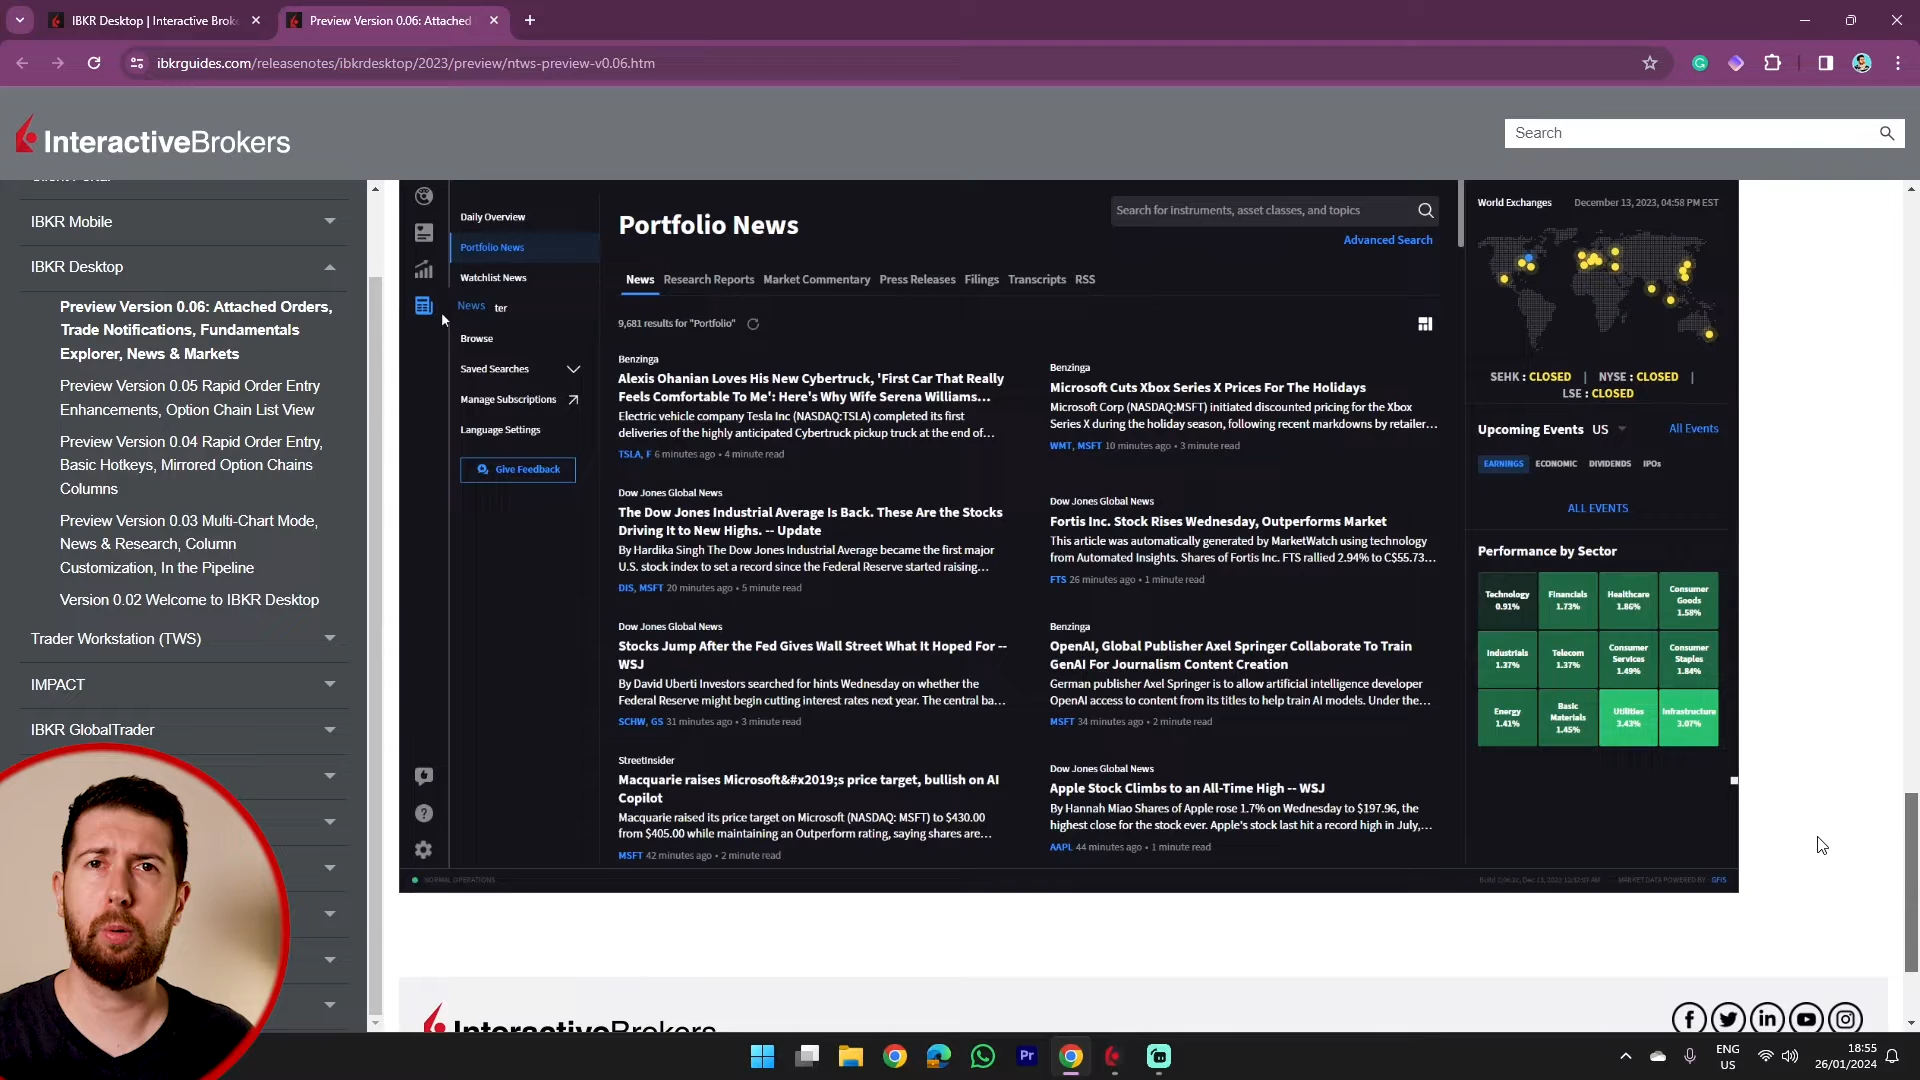 IBKR Desktop | Interactive Brok
Preview Version 0.06: Attached
ibkrguides.com/releasenotes/ibkrdesktop/2023/preview/ntws-preview-v0.06.htm
InteractiveBrokers
Search
IBKR Mobile
IBKR Desktop
Preview Version 0.06: Attached Orders,
Trade Notifications, Fundamentals
Explorer, News & Markets
Preview Version 0.05 Rapid Order Entry
Enhancements, Option Chain List View
Preview Version 0.04 Rapid Order Entry,
Basic Hotkeys, Mirrored Option Chains
Columns
Preview Version 0.03 Multi-Chart Mode,
News & Research, Column
Customization, In the Pipeline
Version 0.02 Welcome to IBKR Desktop
Trader Workstation (TWS)
IMPACT
IBKR GlobalTrader
Daily Overview
Portfolio News
Watchlist News
News ter
Browse
Saved Searches
Manage Subscriptions
Language Settings
Give Feedback
Portfolio News
Search for instruments, asset classes, and topics
Advanced Search
News Research Reports Market Commentary Press Releases Filings Transcripts RSS
9,681 results for "Portfolio"
Benzinga
Alexis Ohanian Loves His New Cybertruck, 'First Car That Really
Feels Comfortable To Me': Here's Why Wife Serena Williams...
Electric vehicle company Tesla Inc (NASDAQ:TSLA) completed its first
deliveries of the highly anticipated Cybertruck pickup truck at the end of...
TSLA, F 6 minutes ago • 4 minute read
Benzinga
Microsoft Cuts Xbox Series X Prices For The Holidays
Microsoft Corp (NASDAQ:MSFT) initiated discounted pricing for the Xbox
Series X during the holiday season, following recent markdowns by retailer...
WMT, MSFT 10 minutes ago • 3 minute read
Dow Jones Global News
The Dow Jones Industrial Average Is Back. These Are the Stocks
Driving It to New Highs. -- Update
By Hardika Singh The Dow Jones Industrial Average became the first major
U.S. stock index to set a record since the Federal Reserve started raising...
DIS, MSFT 20 minutes ago • 5 minute read
Dow Jones Global News
Fortis Inc. Stock Rises Wednesday, Outperforms Market
This article was automatically generated by MarketWatch using technology
from Automated Insights. Shares of Fortis Inc. FTS rallied 2.94% to C$55.73...
FTS 26 minutes ago • 1 minute read
Dow Jones Global News
Stocks Jump After the Fed Gives Wall Street What It Hoped For --
WSJ
By David Uberti Investors searched for hints Wednesday on whether the
Federal Reserve might begin cutting interest rates next year. The central ba...
SCHW, GS 31 minutes ago • 3 minute read
Benzinga
OpenAI, Global Publisher Axel Springer Collaborate To Train
GenAI For Journalism Content Creation
German publisher Axel Springer is to allow artificial intelligence developer
OpenAI access to content from its titles to help train AI models. Under the...
MSFT 34 minutes ago • 2 minute read
StreetInsider
Macquarie raises Microsoft&#x2019;s price target, bullish on AI
Copilot
Macquarie raised its price target on Microsoft (NASDAQ: MSFT) to $430.00
from $405.00 while maintaining an Outperform rating, saying shares are...
MSFT 42 minutes ago • 2 minute read
Dow Jones Global News
Apple Stock Climbs to an All-Time High -- WSJ
By Hannah Miao Shares of Apple rose 1.7% on Wednesday to $197.96, the
highest close for the stock ever. Apple's stock last hit a record high in July,...
AAPL 44 minutes ago • 1 minute read
World Exchanges December 13, 2023, 04:58 PM EST
SEHK : CLOSED | NYSE : CLOSED |
LSE : CLOSED
Upcoming Events US All Events
EARNINGS ECONOMIC DIVIDENDS IPOs
ALL EVENTS
Performance by Sector
Technology
0.91%
Financials
1.73%
Healthcare
1.86%
Consumer
Goods
1.58%
Industrials
1.37%
Telecom
1.37%
Consumer
Services
1.49%
Consumer
Staples
1.84%
Energy
1.41%
Basic
Materials
1.45%
Utilities
3.43%
Infrastructure
3.07%
NORMAL OPERATIONS
MARKET DATA POWERED BY GFIS
InteractiveBrokers
Pr
ENG
US
18:55
26/01/2024